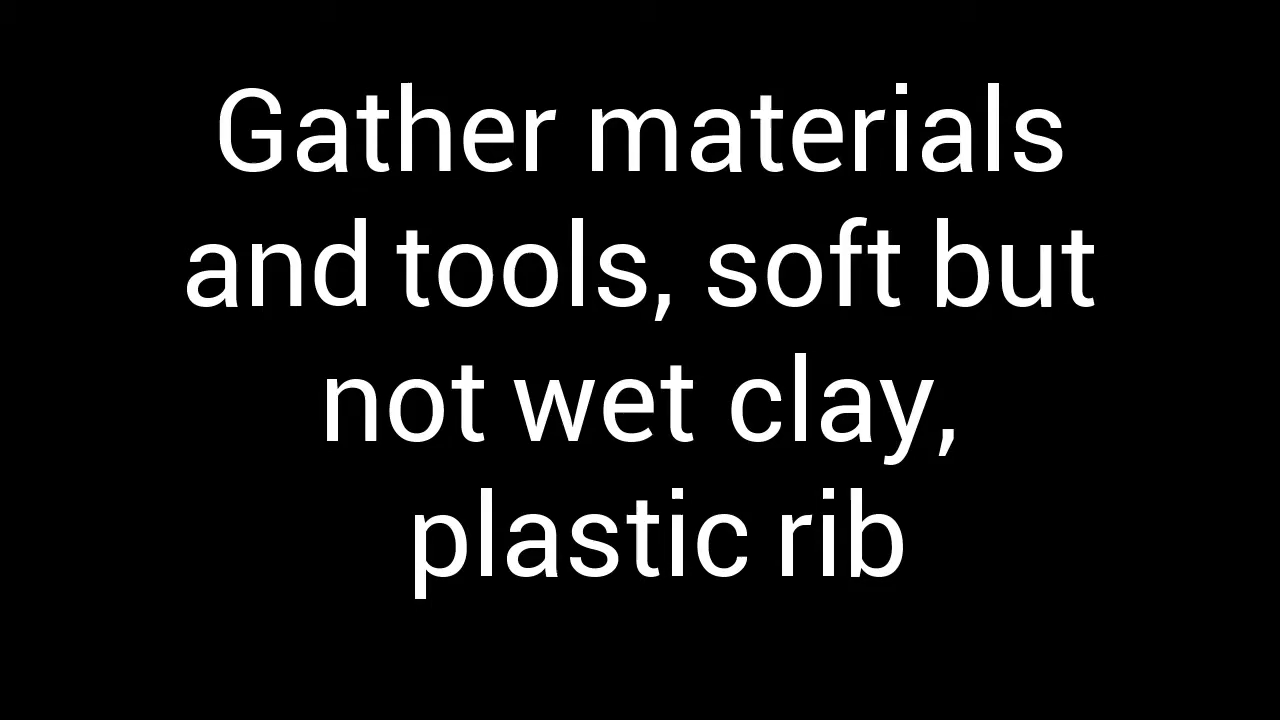 Gather materials
and tools, soft but
not wet clay,
plastic rib